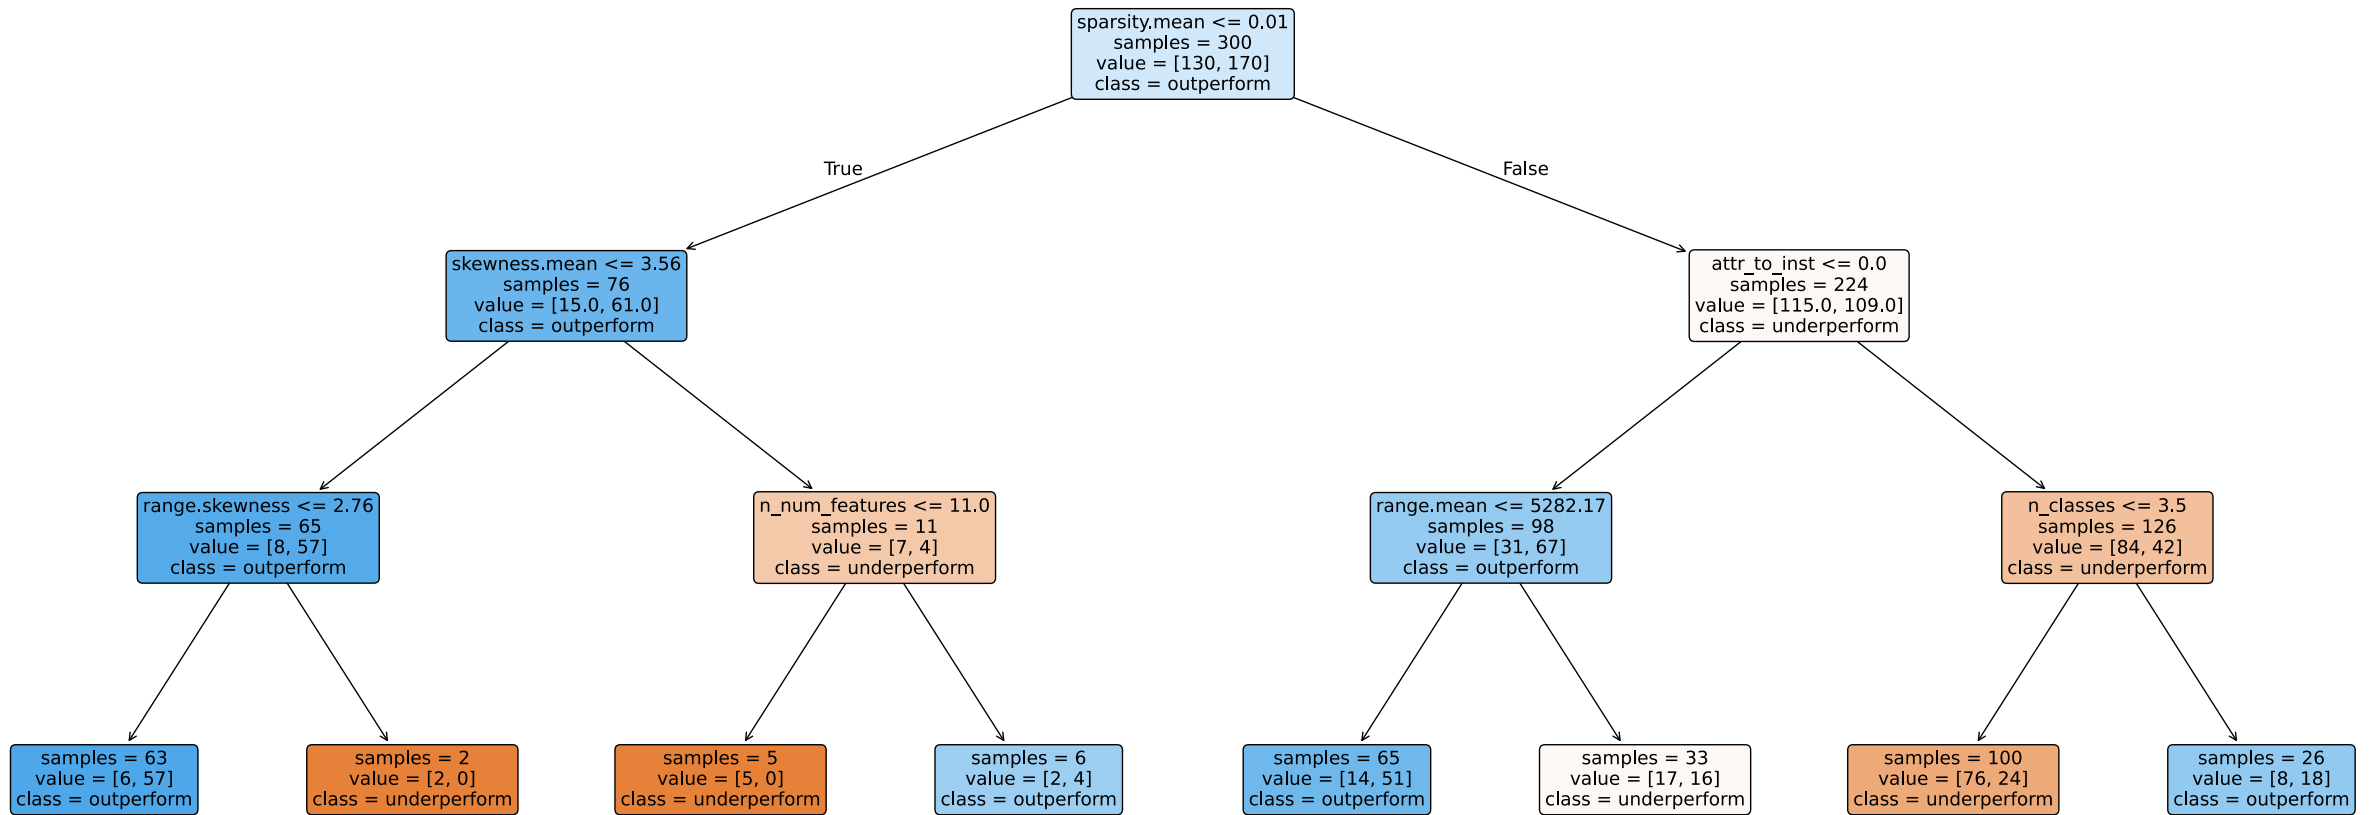 sparsity.mean <= 0.01
samples = 300
value = [130, 170]
class = outperform
True
False
skewness.mean <= 3.56
samples = 76
value = [15.0, 61.0]
class = outperform
attr_to_inst <= 0.0
samples = 224
value = [115.0, 109.0]
class = underperform
range.skewness <= 2.76
samples = 65
value = [8, 57]
class = outperform
n_num_features <= 11.0
samples = 11
value = [7, 4]
class = underperform
range.mean <= 5282.17
samples = 98
value = [31, 67]
class = outperform
n_classes <= 3.5
samples = 126
value = [84, 42]
class = underperform
samples = 63
value = [6, 57]
class = outperform
samples = 2
value = [2, 0]
class = underperform
samples = 5
value = [5, 0]
class = underperform
samples = 6
value = [2, 4]
class = outperform
samples = 65
value = [14, 51]
class = outperform
samples = 33
value = [17, 16]
class = underperform
samples = 100
value = [76, 24]
class = underperform
samples = 26
value = [8, 18]
class = outperform